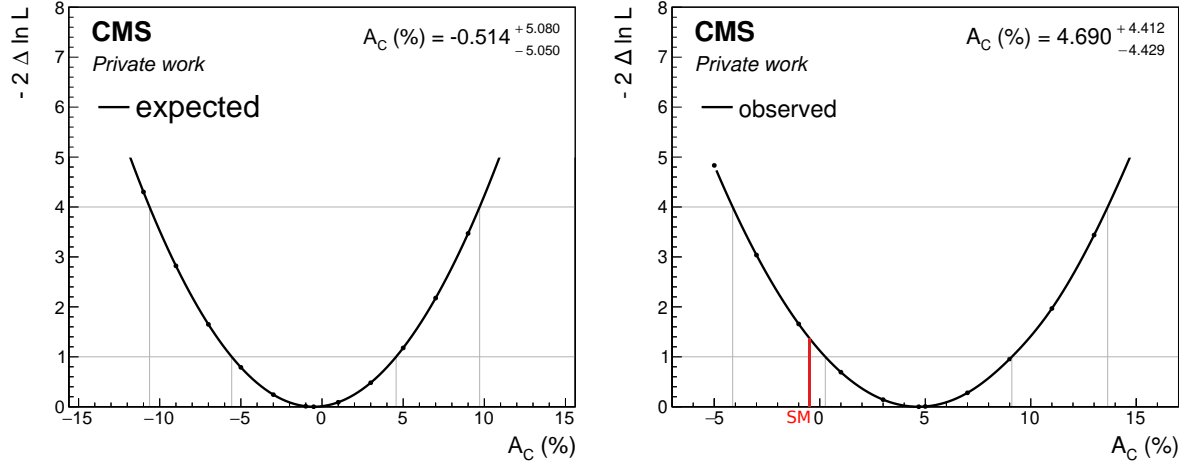 CMS
Private work
A_C (%) = -0.514 +5.080 −5.050
expected
- 2 Δ ln L
8
7
6
5
4
3
2
1
0
−15 −10 −5 0 5 10 15
A_C (%)
CMS
Private work
A_C (%) = 4.690 +4.412 −4.429
observed
- 2 Δ ln L
8
7
6
5
4
3
2
1
0
−5 SM 0 5 10 15
A_C (%)